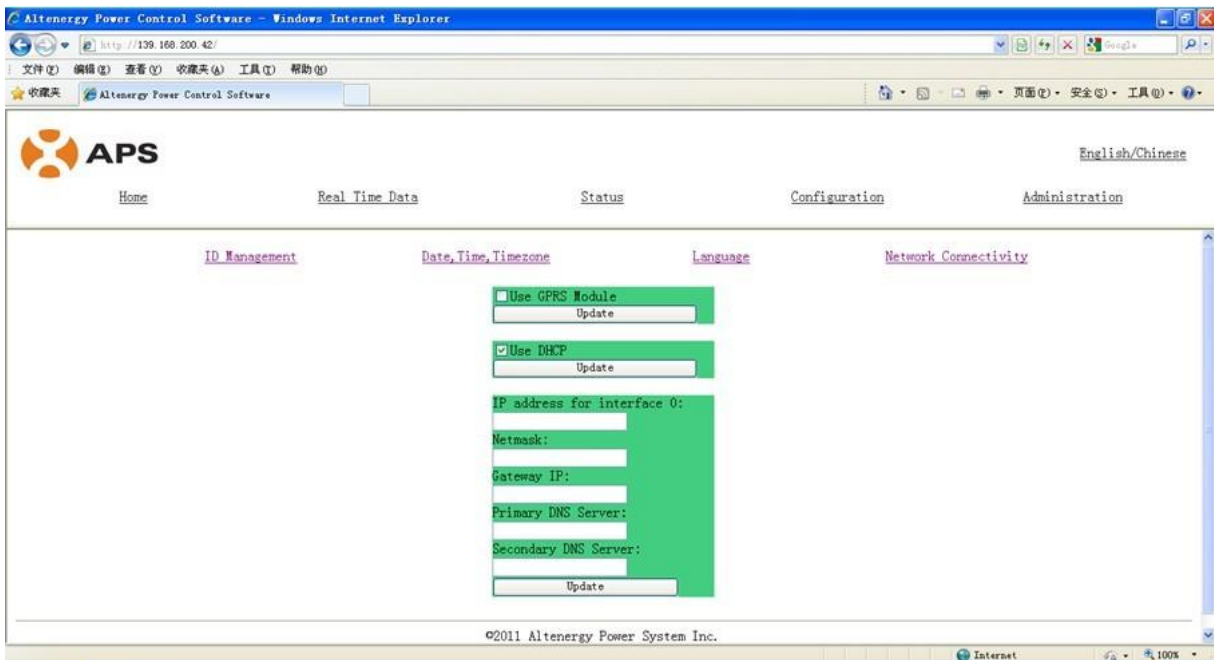 Altenergy Power Control Software - Windows Internet Explorer
http://139.168.200.42/
Google
文件(F) 编辑(E) 查看(V) 收藏夹(A) 工具(T) 帮助(H)
收藏夹 Altenergy Power Control Software 页面(P) 安全(S) 工具(O)
APS
English/Chinese
Home Real Time Data Status Configuration Administration
ID Management Date,Time,Timezone Language Network Connectivity
Use GPRS Module
Update
Use DHCP
Update
IP address for interface 0:
Netmask:
Gateway IP:
Primary DNS Server:
Secondary DNS Server:
Update
©2011 Altenergy Power System Inc.
Internet 100%